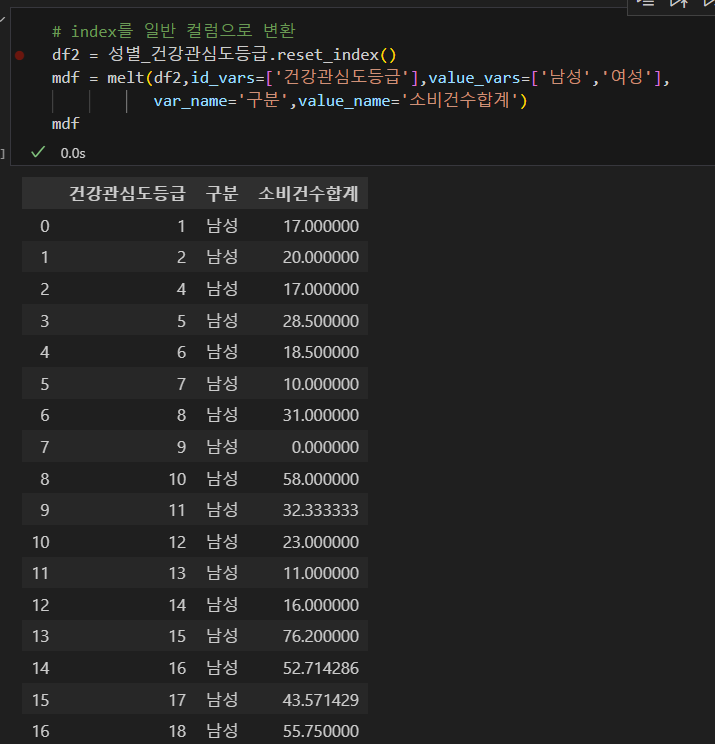 # index를 일반 컬럼으로 변환
df2 = 성별_건강관심도등급.reset_index()
mdf = melt(df2,id_vars=['건강관심도등급'],value_vars=['남성','여성'],
var_name='구분',value_name='소비건수합계')
mdf
]
0.0s
건강관심도등급 구분 소비건수합계
0 1 남성 17.000000
1 2 남성 20.000000
2 4 남성 17.000000
3 5 남성 28.500000
4 6 남성 18.500000
5 7 남성 10.000000
6 8 남성 31.000000
7 9 남성 0.000000
8 10 남성 58.000000
9 11 남성 32.333333
10 12 남성 23.000000
11 13 남성 11.000000
12 14 남성 16.000000
13 15 남성 76.200000
14 16 남성 52.714286
15 17 남성 43.571429
16 18 남성 55.750000